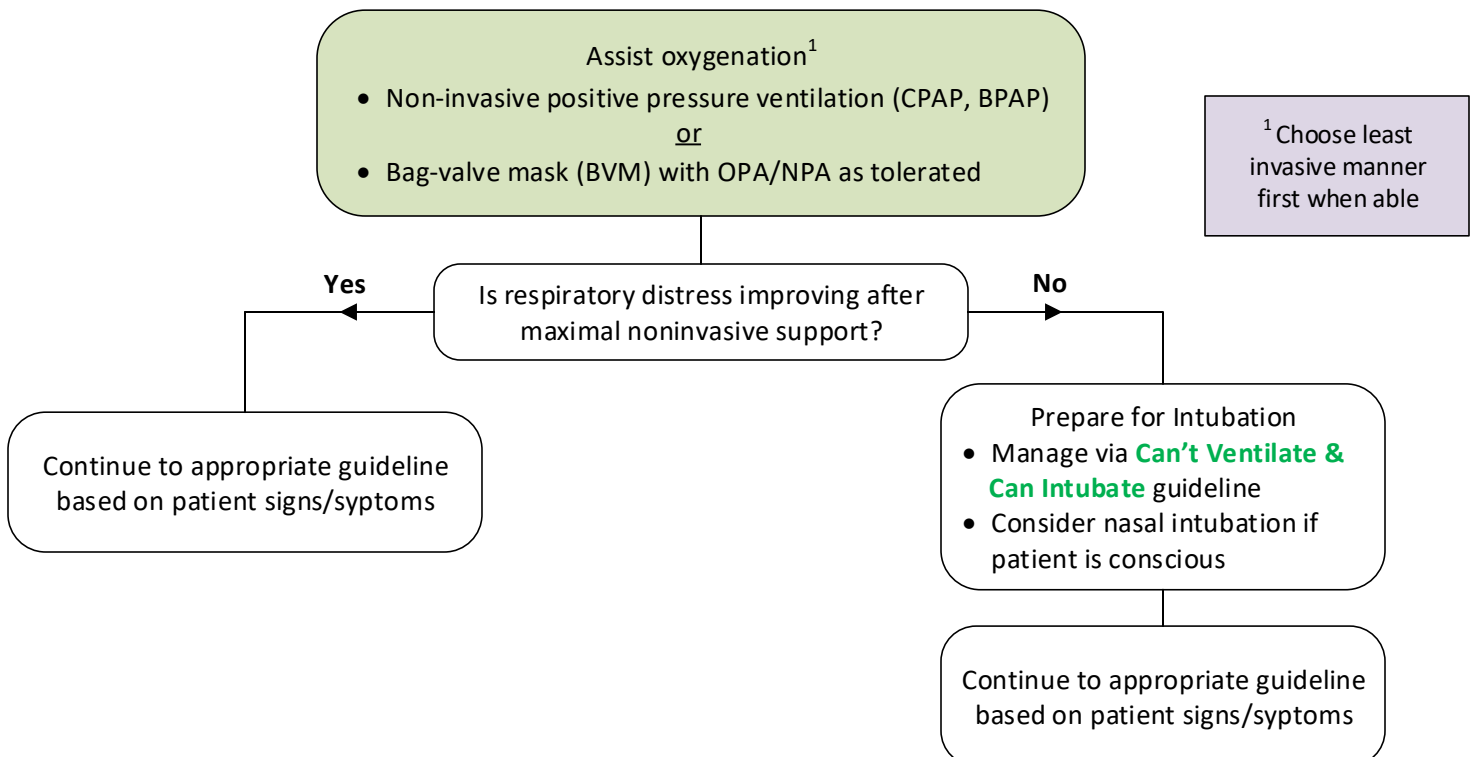 Assist oxygenation1
• Non-invasive positive pressure ventilation (CPAP, BPAP)
or
• Bag-valve mask (BVM) with OPA/NPA as tolerated
1 Choose least
invasive manner
first when able
Yes
Is respiratory distress improving after
maximal noninvasive support?
No
Continue to appropriate guideline
based on patient signs/syptoms
Prepare for Intubation
• Manage via Can't Ventilate &
Can Intubate guideline
• Consider nasal intubation if
patient is conscious
Continue to appropriate guideline
based on patient signs/syptoms